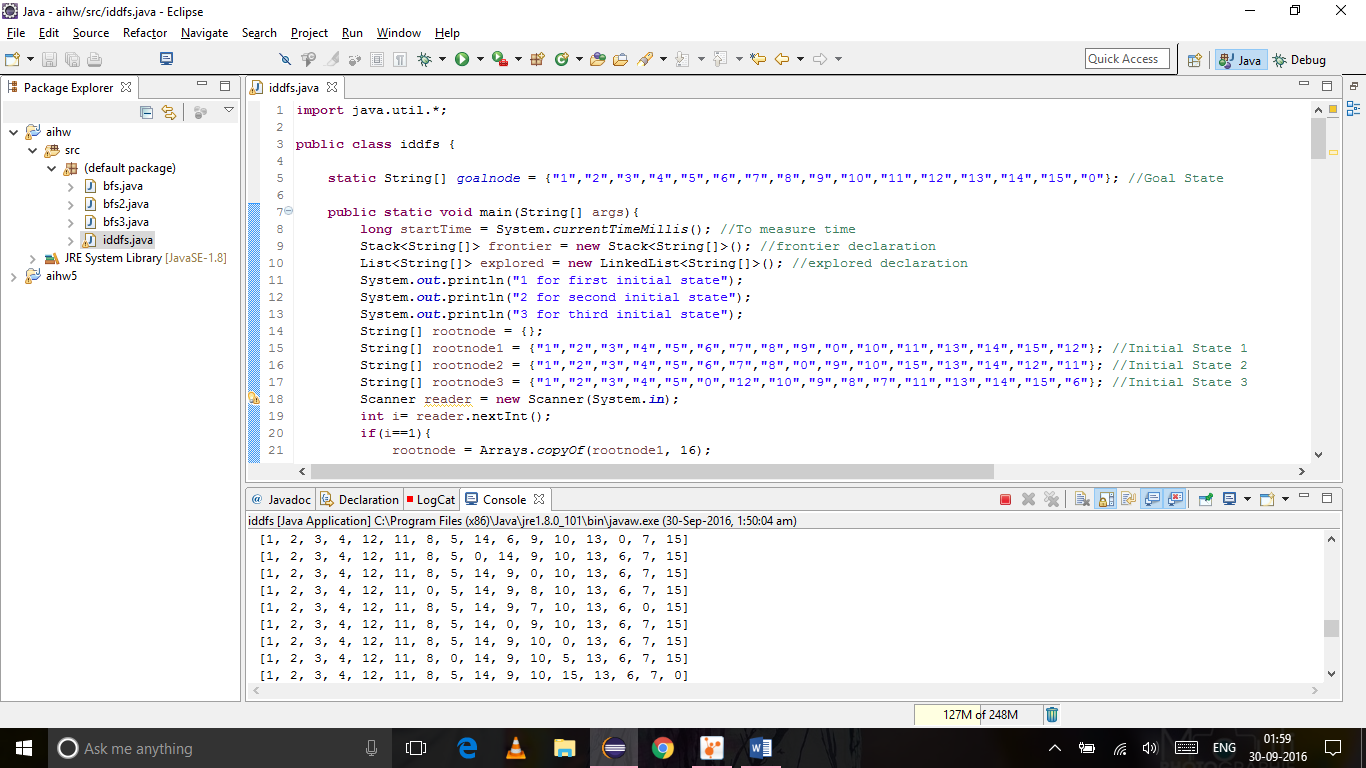 Java - aihw/src/iddfs.java - Eclipse
File Edit Source Refactor Navigate Search Project Run Window Help
Quick Access Java Debug
Package Explorer
aihw
src
(default package)
bfs.java
bfs2.java
bfs3.java
iddfs.java
JRE System Library [JavaSE-1.8]
aihw5
iddfs.java
1 import java.util.*;
2
3 public class iddfs {
4
5 static String[] goalnode = {"1","2","3","4","5","6","7","8","9","10","11","12","13","14","15","0"}; //Goal State
6
7 public static void main(String[] args){
8 long startTime = System.currentTimeMillis(); //To measure time
9 Stack<String[]> frontier = new Stack<String[]>(); //frontier declaration
10 List<String[]> explored = new LinkedList<String[]>(); //explored declaration
11 System.out.println("1 for first initial state");
12 System.out.println("2 for second initial state");
13 System.out.println("3 for third initial state");
14 String[] rootnode = {};
15 String[] rootnode1 = {"1","2","3","4","5","6","7","8","9","0","10","11","13","14","15","12"}; //Initial State 1
16 String[] rootnode2 = {"1","2","3","4","5","6","7","8","0","9","10","15","13","14","12","11"}; //Initial State 2
17 String[] rootnode3 = {"1","2","3","4","5","0","12","10","9","8","7","11","13","14","15","6"}; //Initial State 3
18 Scanner reader = new Scanner(System.in);
19 int i= reader.nextInt();
20 if(i==1){
21 rootnode = Arrays.copyOf(rootnode1, 16);
@ Javadoc Declaration LogCat Console
iddfs [Java Application] C:\Program Files (x86)\Java\jre1.8.0_101\bin\javaw.exe (30-Sep-2016, 1:50:04 am)
[1, 2, 3, 4, 12, 11, 8, 5, 14, 6, 9, 10, 13, 0, 7, 15]
[1, 2, 3, 4, 12, 11, 8, 5, 0, 14, 9, 10, 13, 6, 7, 15]
[1, 2, 3, 4, 12, 11, 8, 5, 14, 9, 0, 10, 13, 6, 7, 15]
[1, 2, 3, 4, 12, 11, 0, 5, 14, 9, 8, 10, 13, 6, 7, 15]
[1, 2, 3, 4, 12, 11, 8, 5, 14, 9, 7, 10, 13, 6, 0, 15]
[1, 2, 3, 4, 12, 11, 8, 5, 14, 0, 9, 10, 13, 6, 7, 15]
[1, 2, 3, 4, 12, 11, 8, 5, 14, 9, 10, 0, 13, 6, 7, 15]
[1, 2, 3, 4, 12, 11, 8, 0, 14, 9, 10, 5, 13, 6, 7, 15]
[1, 2, 3, 4, 12, 11, 8, 5, 14, 9, 10, 15, 13, 6, 7, 0]
127M of 248M
Ask me anything
ENG
01:59
30-09-2016